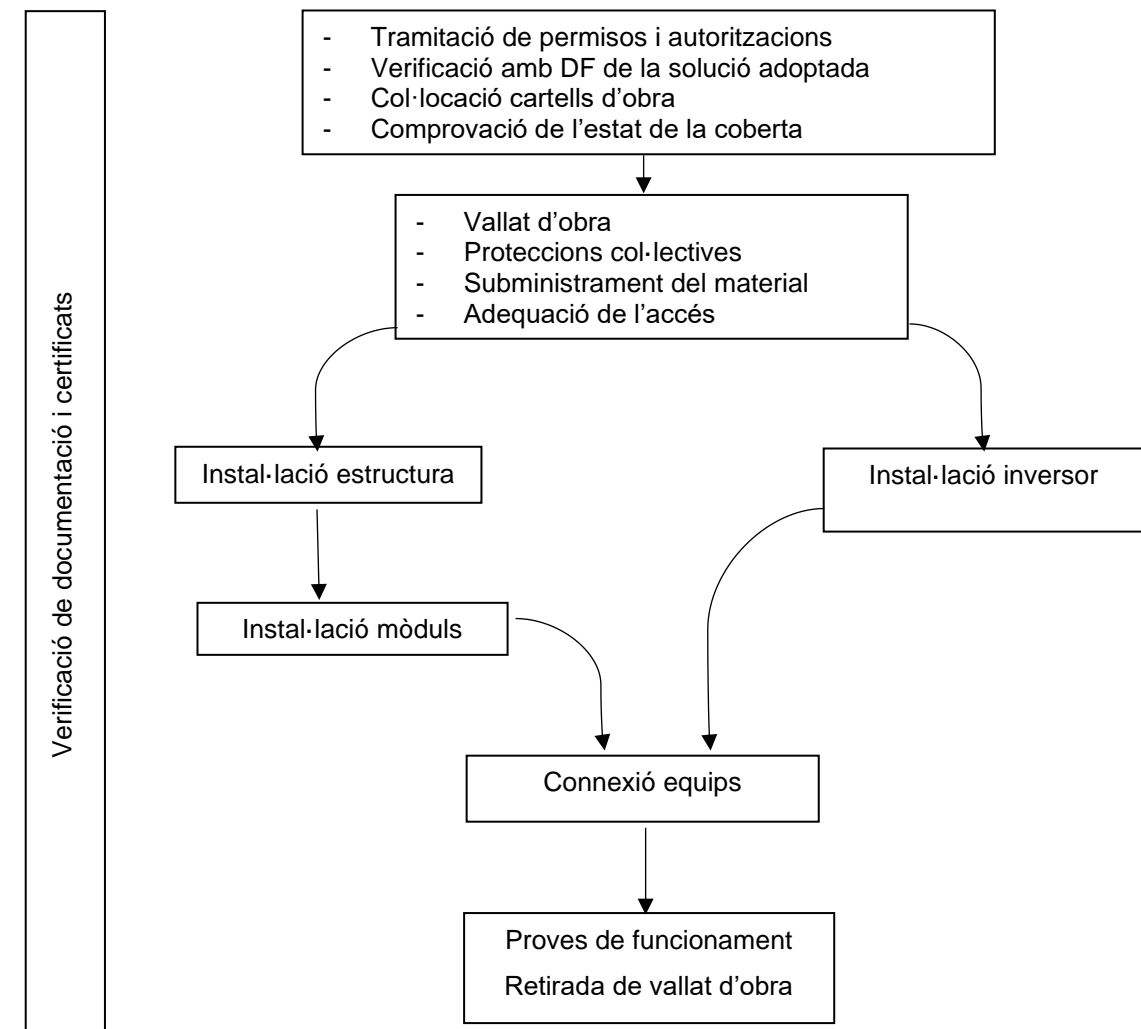 Verificació de documentació i certificats
- Tramitació de permisos i autoritzacions
- Verificació amb DF de la solució adoptada
- Col·locació cartells d'obra
- Comprovació de l'estat de la coberta
- Vallat d'obra
- Proteccions col·lectives
- Subministrament del material
- Adequació de l'accés
Instal·lació estructura
Instal·lació inversor
Instal·lació mòduls
Connexió equips
Proves de funcionament
Retirada de vallat d'obra